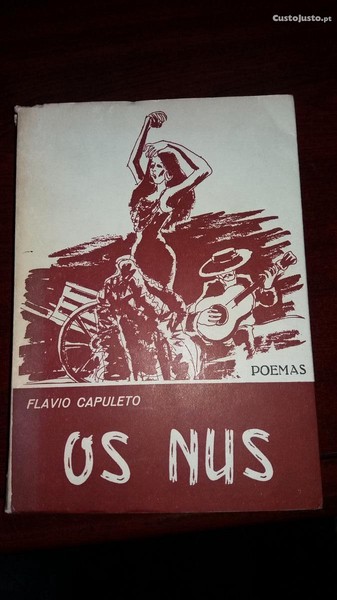 CustoJusto.pt
POEMAS
FLAVIO CAPULETO
OS NUS